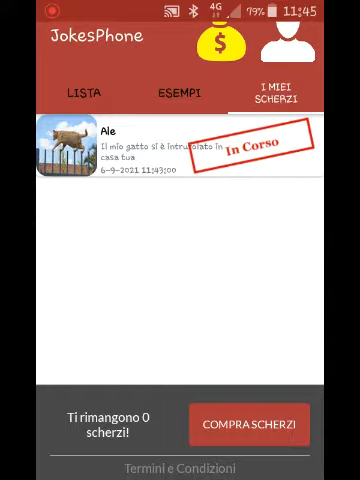 4G 79% 11:45
JokesPhone
LISTA ESEMPI I MIEI
SCHERZI
Ale
Il mio gatto si è intrufolato in
casa tua
6-9-2021 11:43:00
In Corso
Ti rimangono 0
scherzi!
COMPRA SCHERZI
Termini e Condizioni